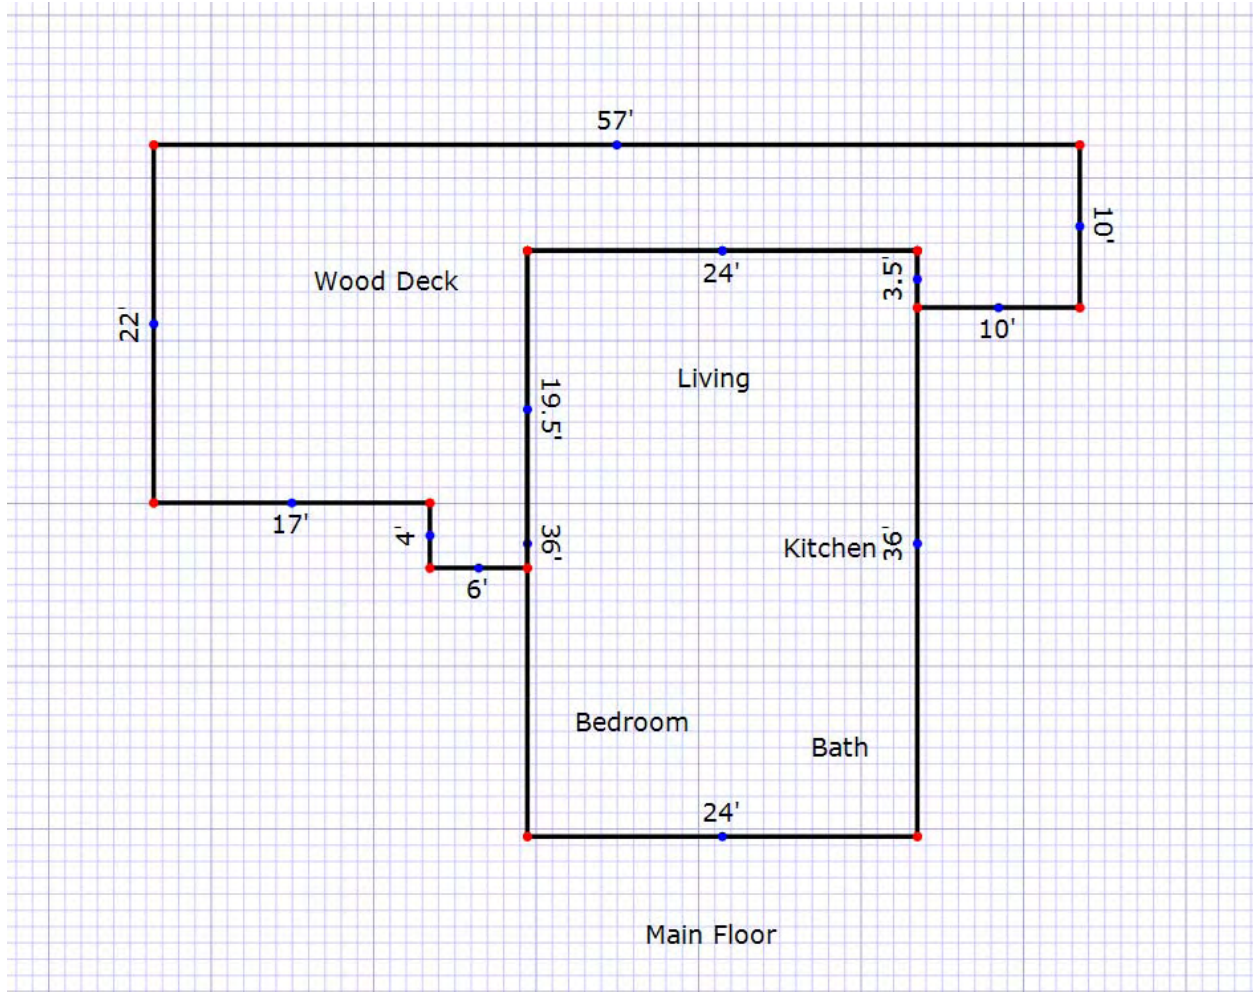 57'
10'
Wood Deck
24'
3.5'
22'
10'
Living
19.5'
17'
4'
36'
Kitchen
36'
6'
Bedroom
Bath
24'
Main Floor